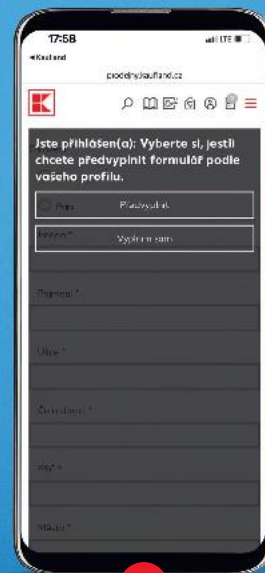 17:58
LTE
◂ Kaufland
prodejny.kaufland.cz
Jste přihlášen(a): Vyberte si, jestli
chcete předvyplnit formulář podle
vašeho profilu.
Předvyplnit
Vyplním sám
Příjmení *
Ulice *
PSČ *
Město *